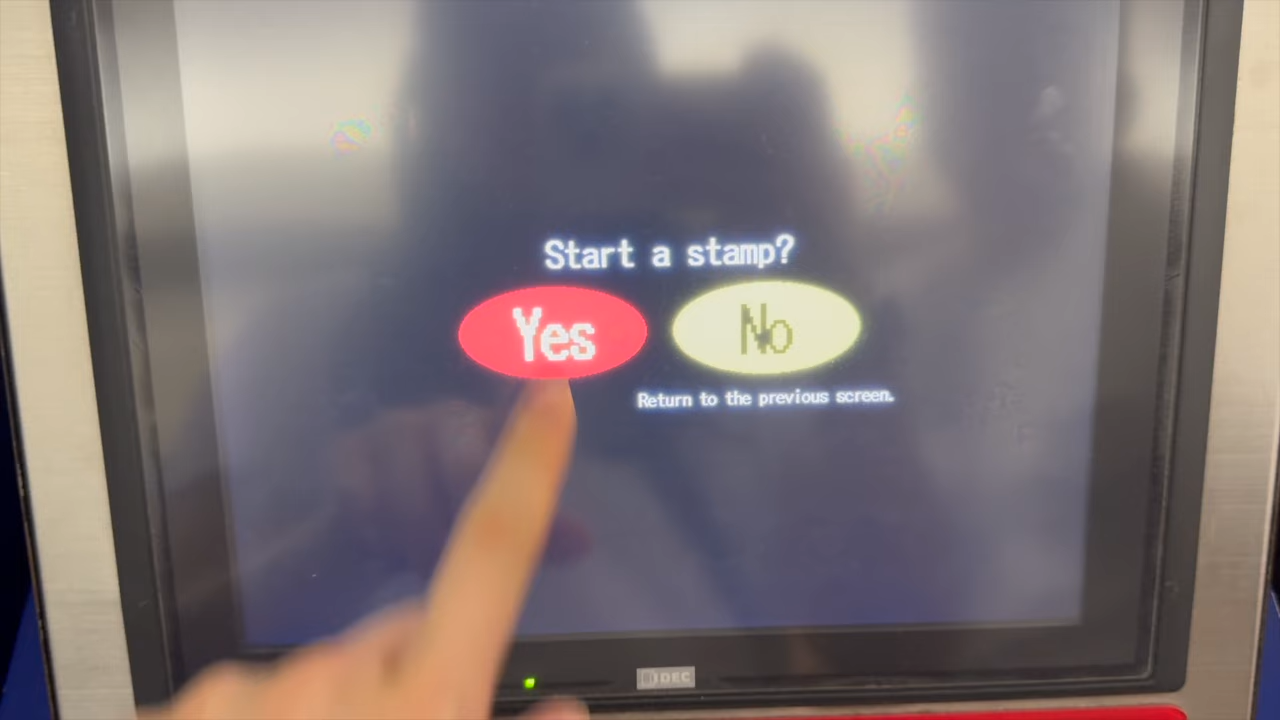 Start a stamp?
Yes
No
Return to the previous screen.
IDEC